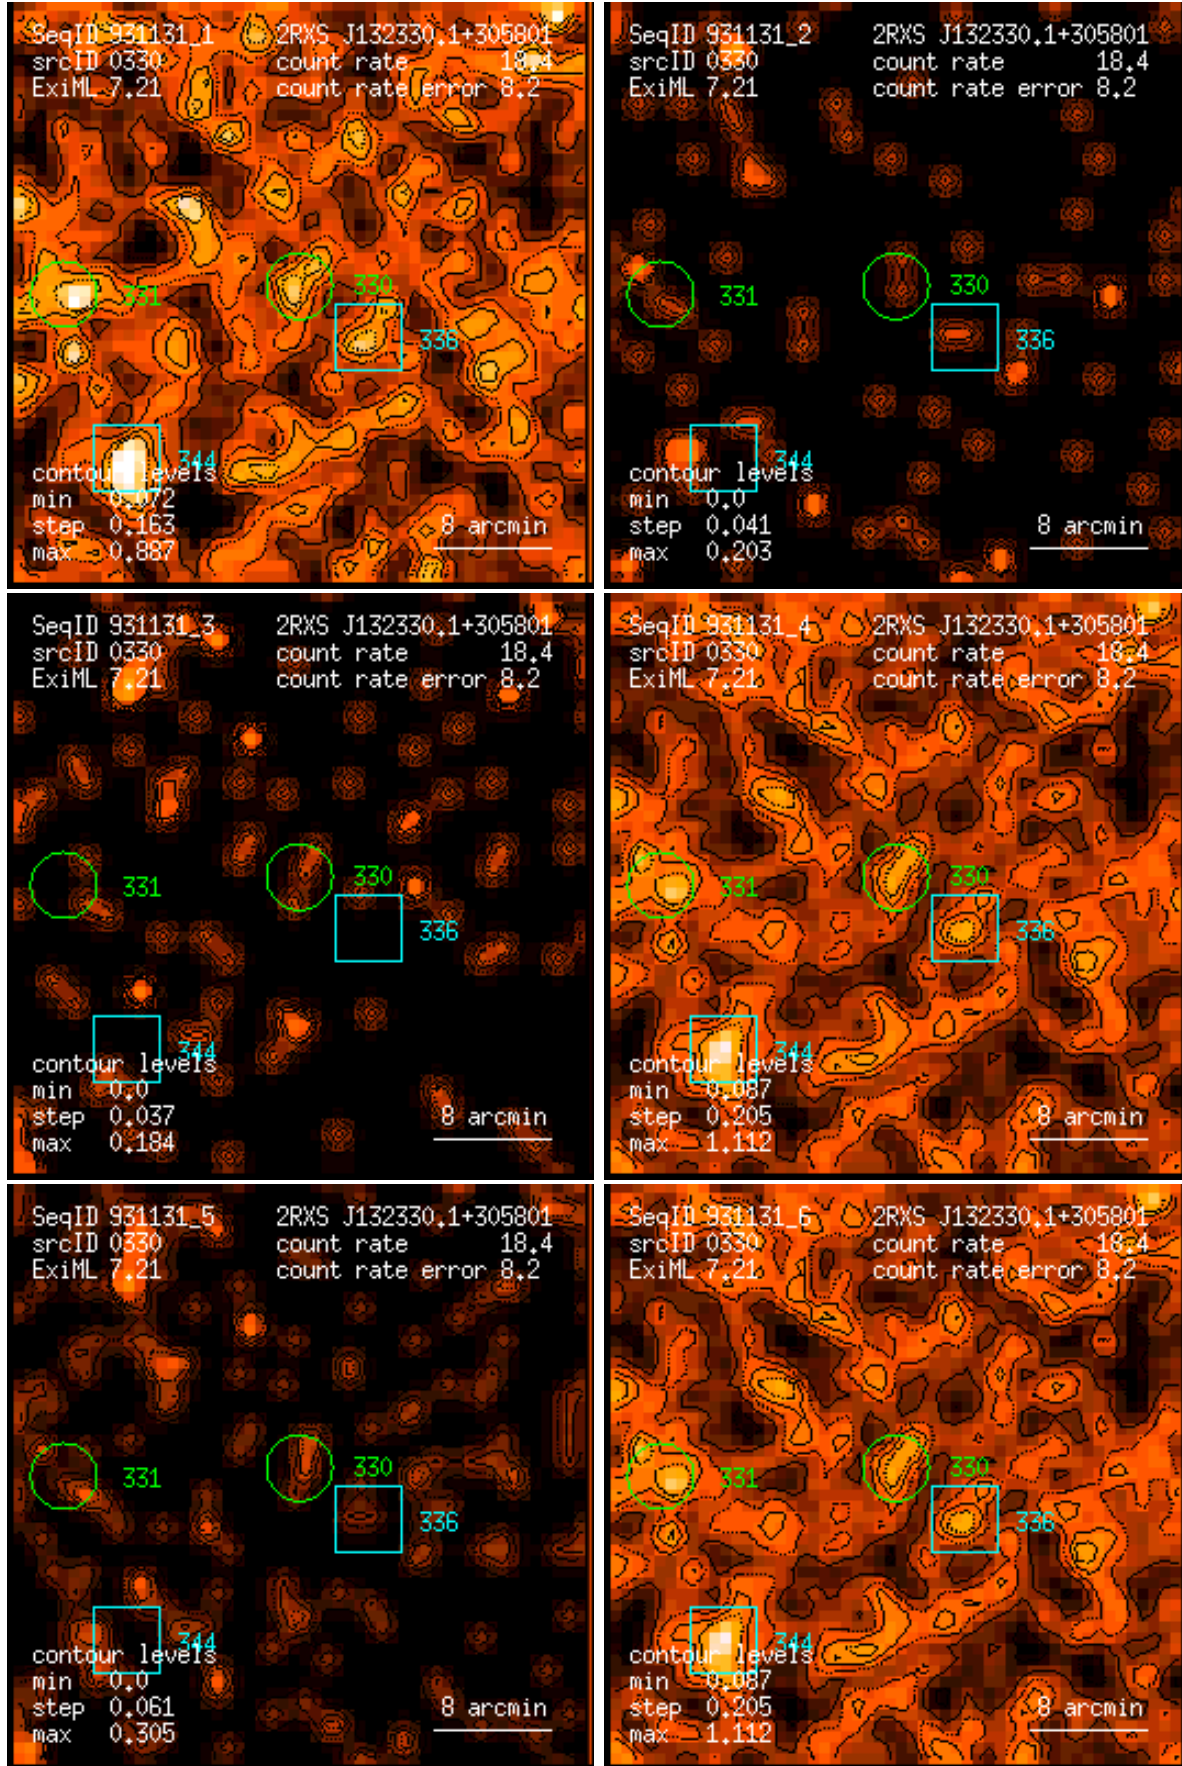 SeqID 931131_1 2RXS J132330.1+305801
srcID 0330 count rate 18.4
ExiML 7.21 count rate error 8.2
331
330
336
344
contour levels
min 0.072
step 0.163
max 0.887
8 arcmin
SeqID 931131_2 2RXS J132330.1+305801
srcID 0330 count rate 18.4
ExiML 7.21 count rate error 8.2
331
330
336
344
contour levels
min 0.0
step 0.041
max 0.203
8 arcmin
SeqID 931131_3 2RXS J132330.1+305801
srcID 0330 count rate 18.4
ExiML 7.21 count rate error 8.2
331
330
336
344
contour levels
min 0.0
step 0.037
max 0.184
8 arcmin
SeqID 931131_4 2RXS J132330.1+305801
srcID 0330 count rate 18.4
ExiML 7.21 count rate error 8.2
331
330
336
344
contour levels
min 0.087
step 0.205
max 1.112
8 arcmin
SeqID 931131_5 2RXS J132330.1+305801
srcID 0330 count rate 18.4
ExiML 7.21 count rate error 8.2
331
330
336
344
contour levels
min 0.0
step 0.061
max 0.305
8 arcmin
SeqID 931131_6 2RXS J132330.1+305801
srcID 0330 count rate 18.4
ExiML 7.21 count rate error 8.2
331
330
336
344
contour levels
min 0.087
step 0.205
max 1.112
8 arcmin